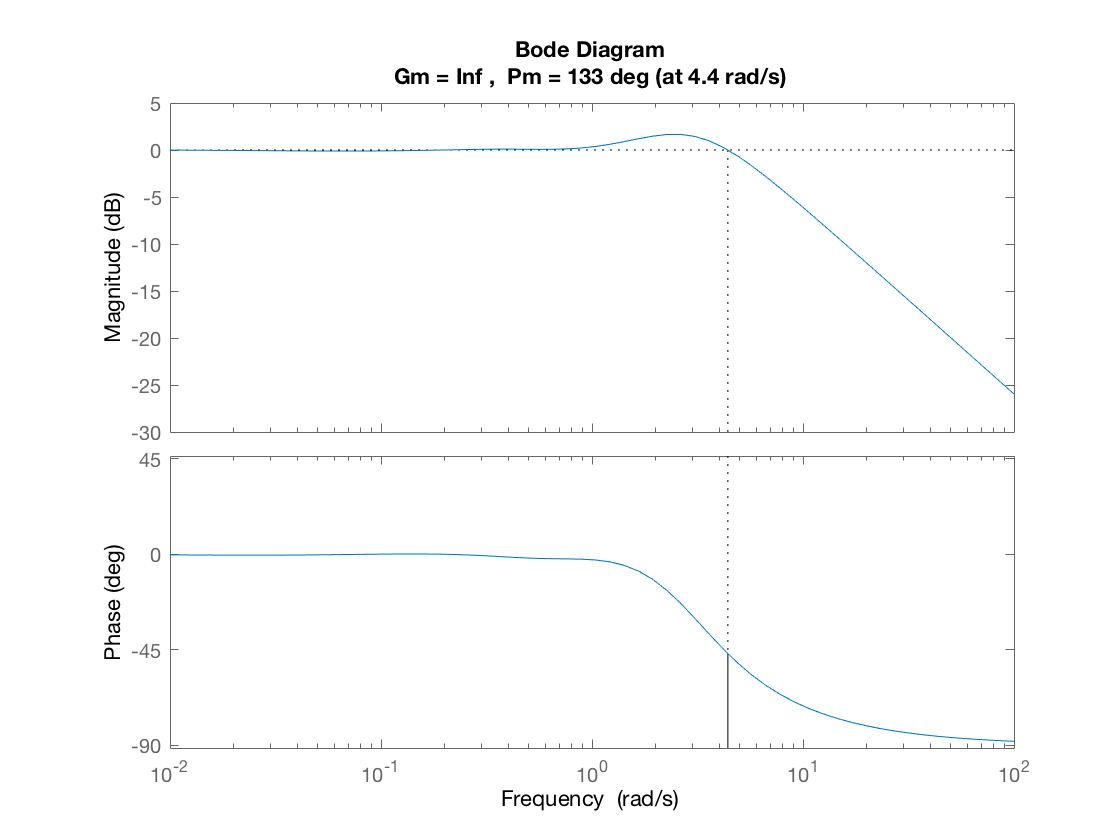 Bode Diagram
Gm = Inf ,  Pm = 133 deg (at 4.4 rad/s)
5
0
-5
-10
-15
-20
-25
-30
Magnitude (dB)
45
0
-45
-90
Phase (deg)
10^-2 10^-1 10^0 10^1 10^2
Frequency  (rad/s)